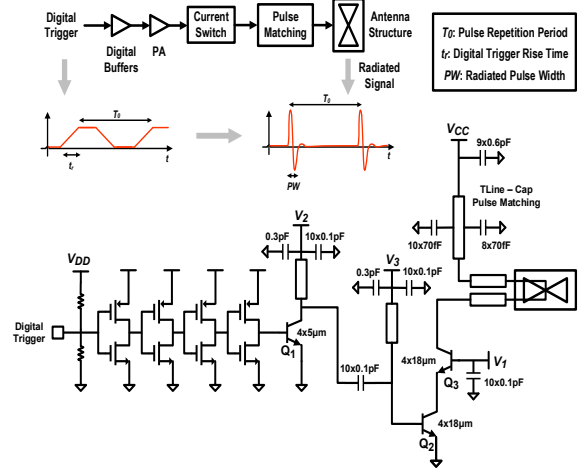 Digital
Trigger
Digital
Buffers
PA
Current
Switch
Pulse
Matching
Antenna
Structure
Radiated
Signal
T0: Pulse Repetition Period
tr: Digital Trigger Rise Time
PW: Radiated Pulse Width
T0
tr
t
T0
PW
t
VCC
9x0.6pF
TLine – Cap
Pulse Matching
10x70fF
8x70fF
V2
0.3pF
10x0.1pF
V3
0.3pF
10x0.1pF
VDD
Digital
Trigger
4x5μm
Q1
10x0.1pF
4x18μm
Q3
V1
10x0.1pF
4x18μm
Q2